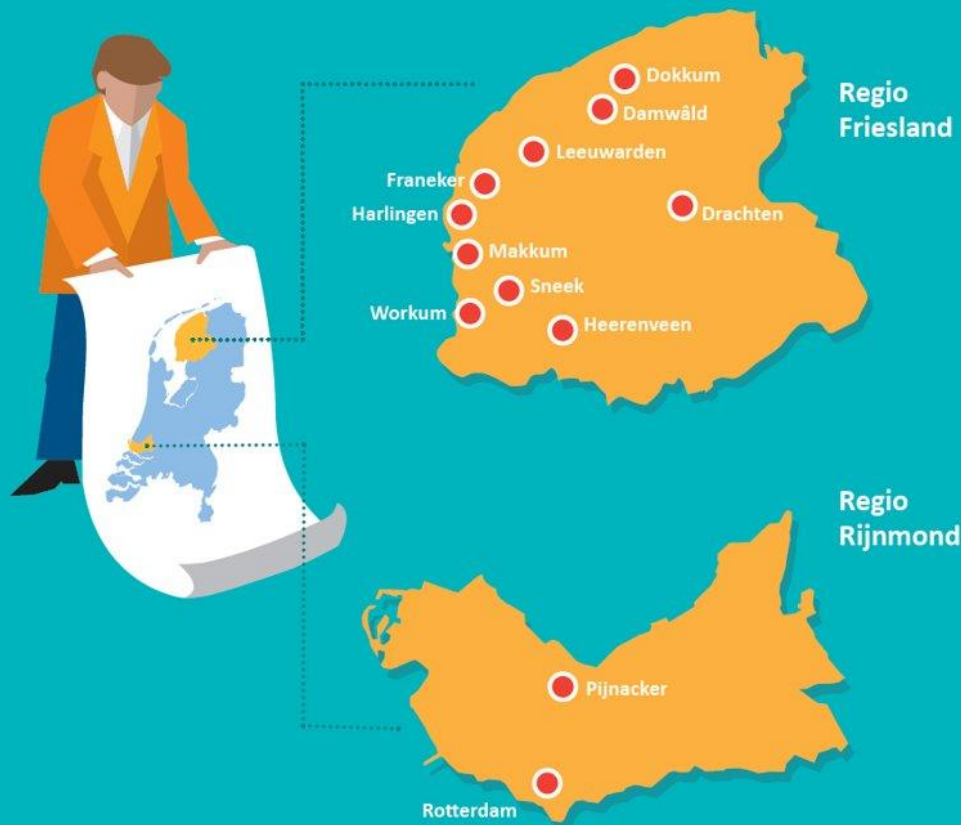 Dokkum
Regio
Friesland
Damwâld
Leeuwarden
Franeker
Harlingen
Drachten
Makkum
Sneek
Workum
Heerenveen
Regio
Rijnmond
Pijnacker
Rotterdam